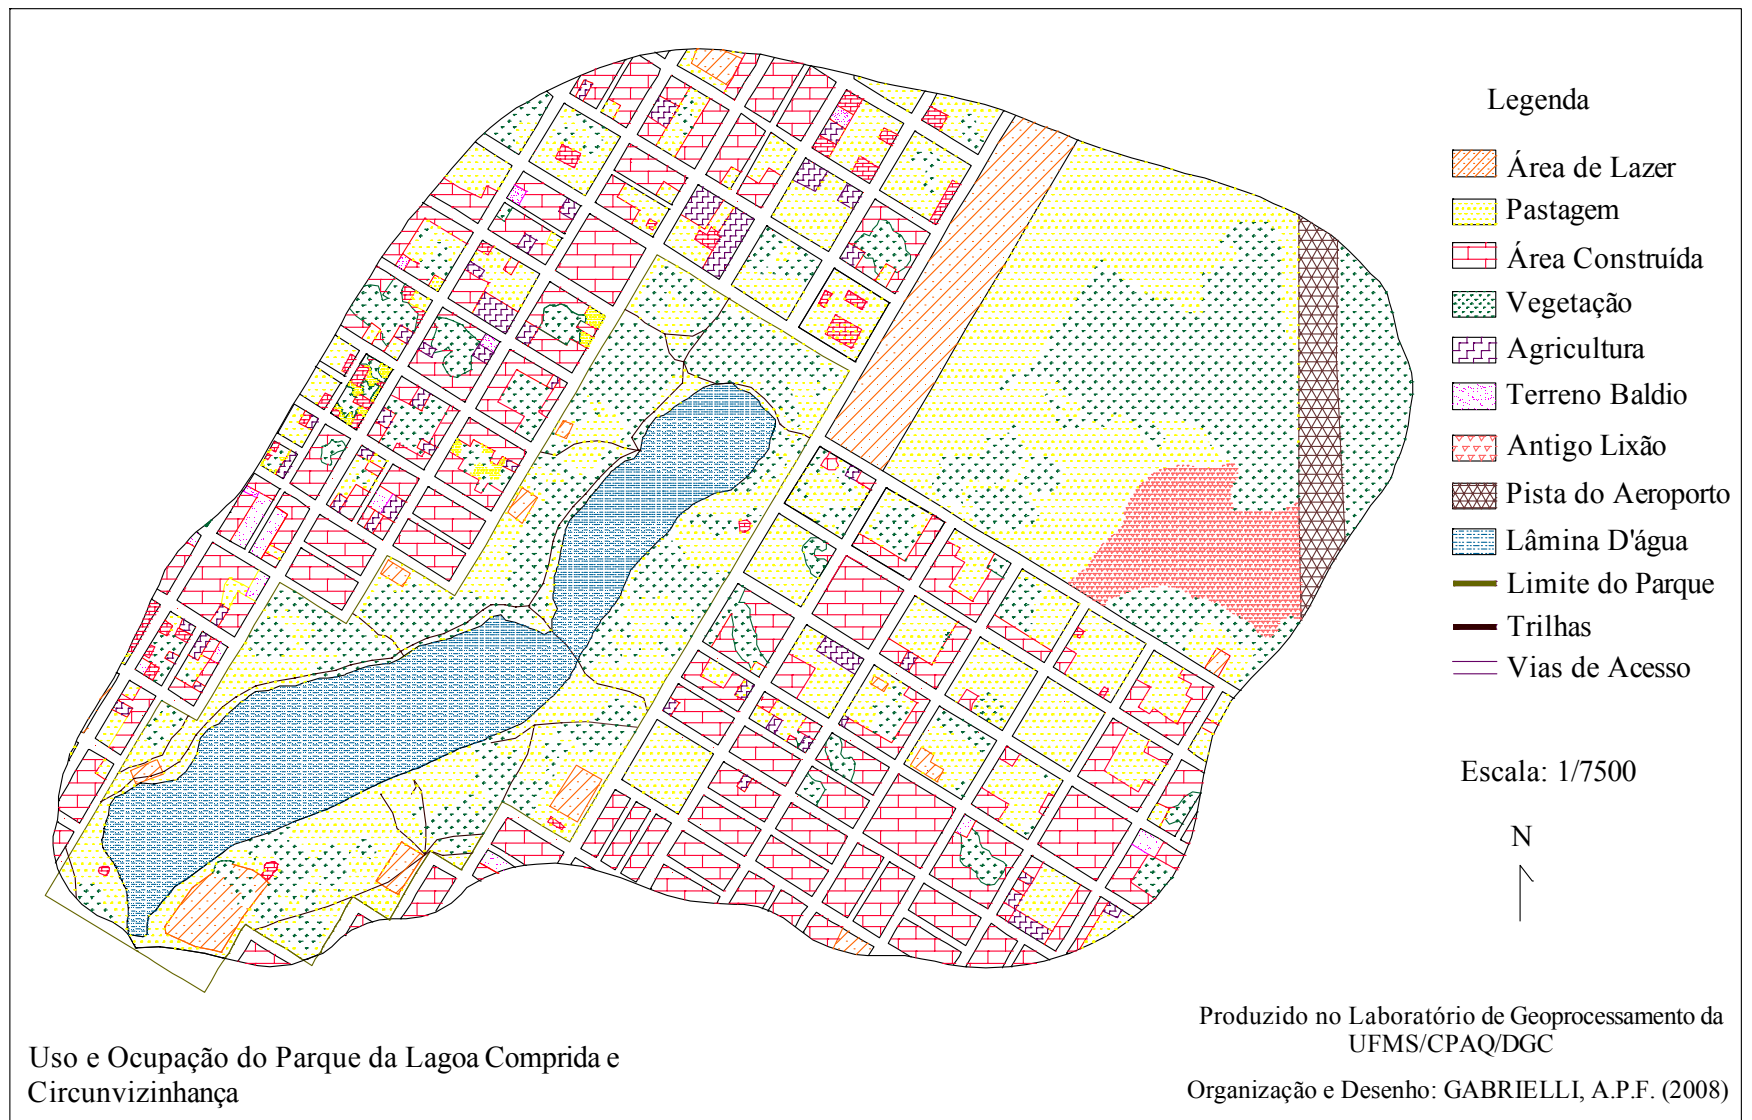 Legenda
Área de Lazer
Pastagem
Área Construída
Vegetação
Agricultura
Terreno Baldio
Antigo Lixão
Pista do Aeroporto
Lâmina D'água
Limite do Parque
Trilhas
Vias de Acesso
Escala: 1/7500
N
Produzido no Laboratório de Geoprocessamento da
UFMS/CPAQ/DGC
Uso e Ocupação do Parque da Lagoa Comprida e
Circunvizinhança
Organização e Desenho: GABRIELLI, A.P.F. (2008)